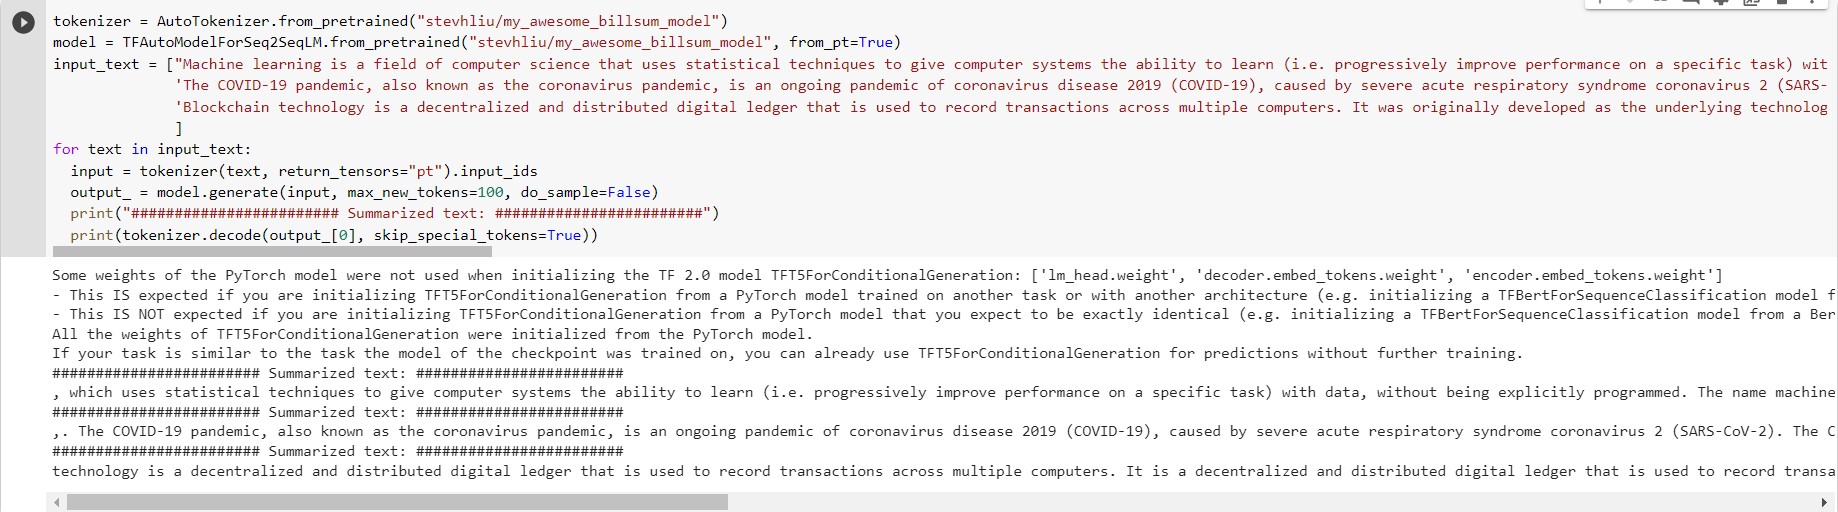 tokenizer = AutoTokenizer.from_pretrained("stevhliu/my_awesome_billsum_model")
model = TFAutoModelForSeq2SeqLM.from_pretrained("stevhliu/my_awesome_billsum_model", from_pt=True)
input_text = ["Machine learning is a field of computer science that uses statistical techniques to give computer systems the ability to learn (i.e. progressively improve performance on a specific task) wit
'The COVID-19 pandemic, also known as the coronavirus pandemic, is an ongoing pandemic of coronavirus disease 2019 (COVID-19), caused by severe acute respiratory syndrome coronavirus 2 (SARS-
'Blockchain technology is a decentralized and distributed digital ledger that is used to record transactions across multiple computers. It was originally developed as the underlying technolog
]
for text in input_text:
input = tokenizer(text, return_tensors="pt").input_ids
output_ = model.generate(input, max_new_tokens=100, do_sample=False)
print("######################## Summarized text: ########################")
print(tokenizer.decode(output_[0], skip_special_tokens=True))
Some weights of the PyTorch model were not used when initializing the TF 2.0 model TFT5ForConditionalGeneration: ['lm_head.weight', 'decoder.embed_tokens.weight', 'encoder.embed_tokens.weight']
- This IS expected if you are initializing TFT5ForConditionalGeneration from a PyTorch model trained on another task or with another architecture (e.g. initializing a TFBertForSequenceClassification model f
- This IS NOT expected if you are initializing TFT5ForConditionalGeneration from a PyTorch model that you expect to be exactly identical (e.g. initializing a TFBertForSequenceClassification model from a Ber
All the weights of TFT5ForConditionalGeneration were initialized from the PyTorch model.
If your task is similar to the task the model of the checkpoint was trained on, you can already use TFT5ForConditionalGeneration for predictions without further training.
######################## Summarized text: ########################
, which uses statistical techniques to give computer systems the ability to learn (i.e. progressively improve performance on a specific task) with data, without being explicitly programmed. The name machine
######################## Summarized text: ########################
,. The COVID-19 pandemic, also known as the coronavirus pandemic, is an ongoing pandemic of coronavirus disease 2019 (COVID-19), caused by severe acute respiratory syndrome coronavirus 2 (SARS-CoV-2). The C
######################## Summarized text: ########################
technology is a decentralized and distributed digital ledger that is used to record transactions across multiple computers. It is a decentralized and distributed digital ledger that is used to record transa